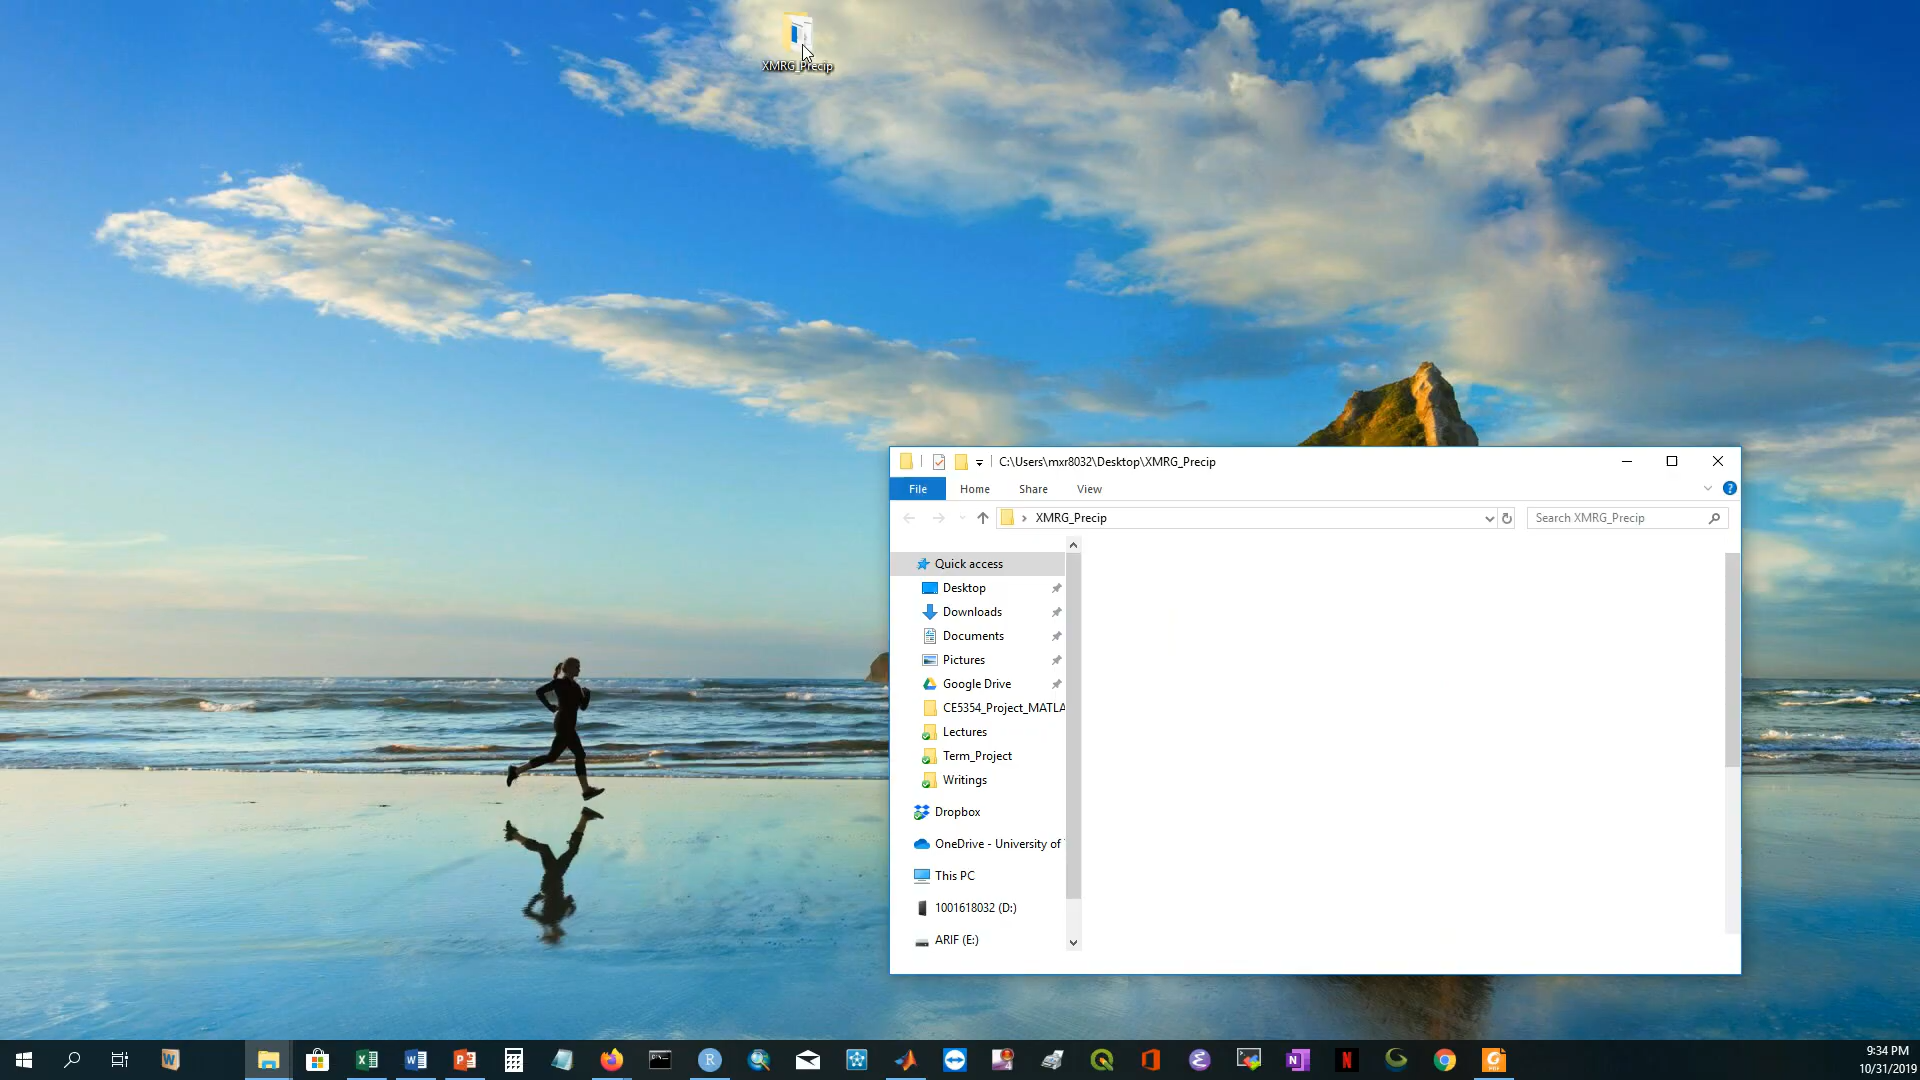 XMRG_Precip
C:\Users\mxr8032\Desktop\XMRG_Precip
File Home Share View
XMRG_Precip
Search XMRG_Precip
Quick access
Desktop
Downloads
Documents
Pictures
Google Drive
CE5354_Project_MATLA
Lectures
Term_Project
Writings
Dropbox
OneDrive - University of
This PC
1001618032 (D:)
ARIF (E:)
9:34 PM
10/31/2019